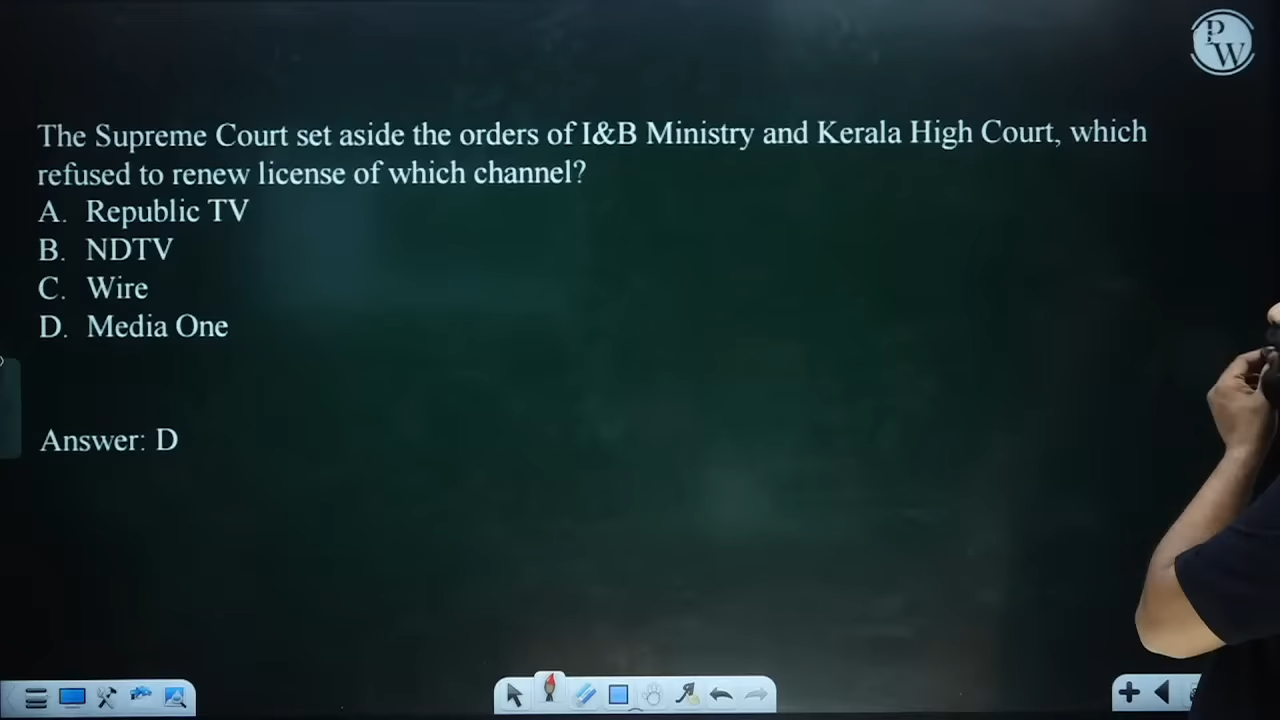 PW
The Supreme Court set aside the orders of I&B Ministry and Kerala High Court, which
refused to renew license of which channel?
A. Republic TV
B. NDTV
C. Wire
D. Media One
Answer: D